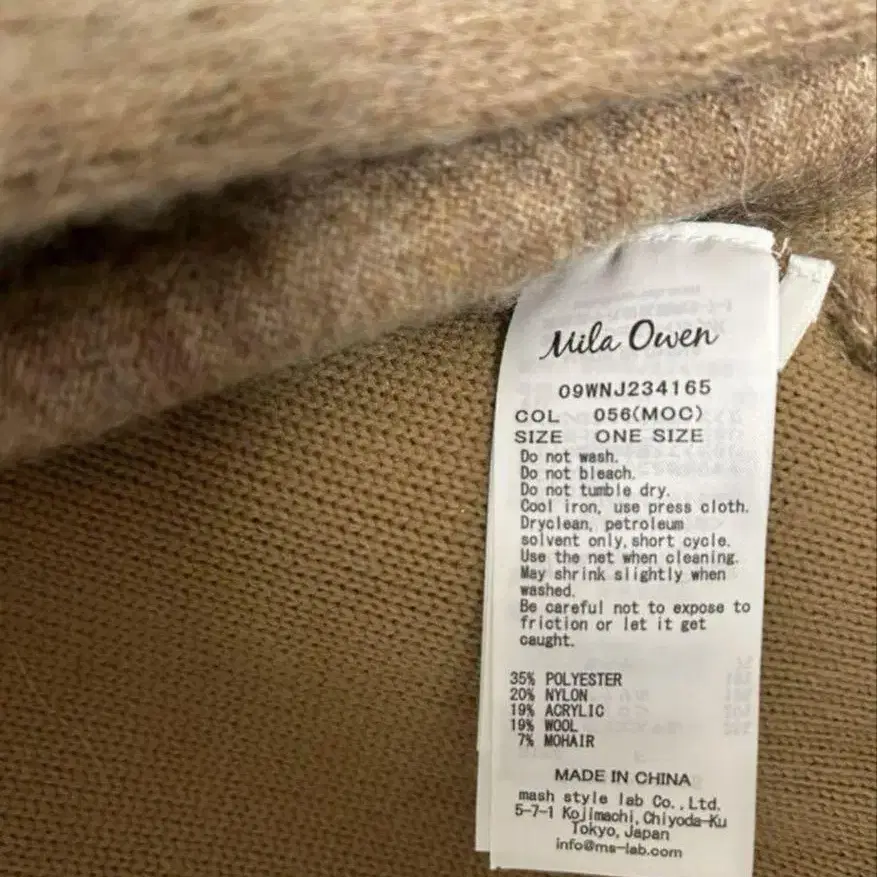 Mila Owen
09WNJ234165
COL 056(MOC)
SIZE ONE SIZE
Do not wash.
Do not bleach.
Do not tumble dry.
Cool iron, use press cloth.
Dryclean, petroleum
solvent only, short cycle.
Use the net when cleaning.
May shrink slightly when
washed.
Be careful not to expose to
friction or let it get
caught.
35% POLYESTER
20% NYLON
19% ACRYLIC
19% WOOL
7% MOHAIR
MADE IN CHINA
mash style lab Co.,Ltd.
5-7-1 Kojimachi,Chiyoda-Ku
Tokyo,Japan
info@ms-lab.com